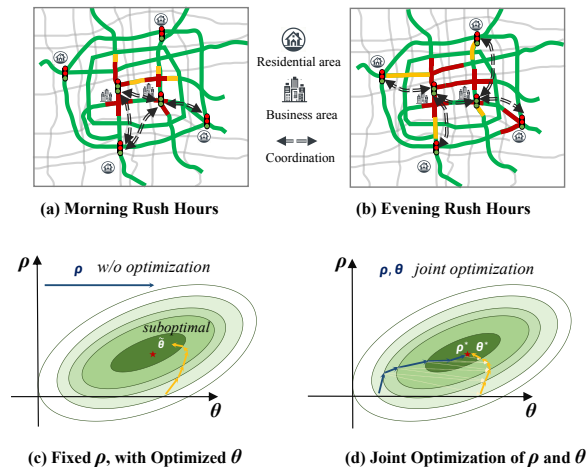 Residential area
Business area
Coordination
(a) Morning Rush Hours
(b) Evening Rush Hours
ρ
ρ w/o optimization
suboptimal
θ̃
θ
ρ
ρ, θ joint optimization
ρ* θ*
θ
(c) Fixed ρ, with Optimized θ
(d) Joint Optimization of ρ and θ